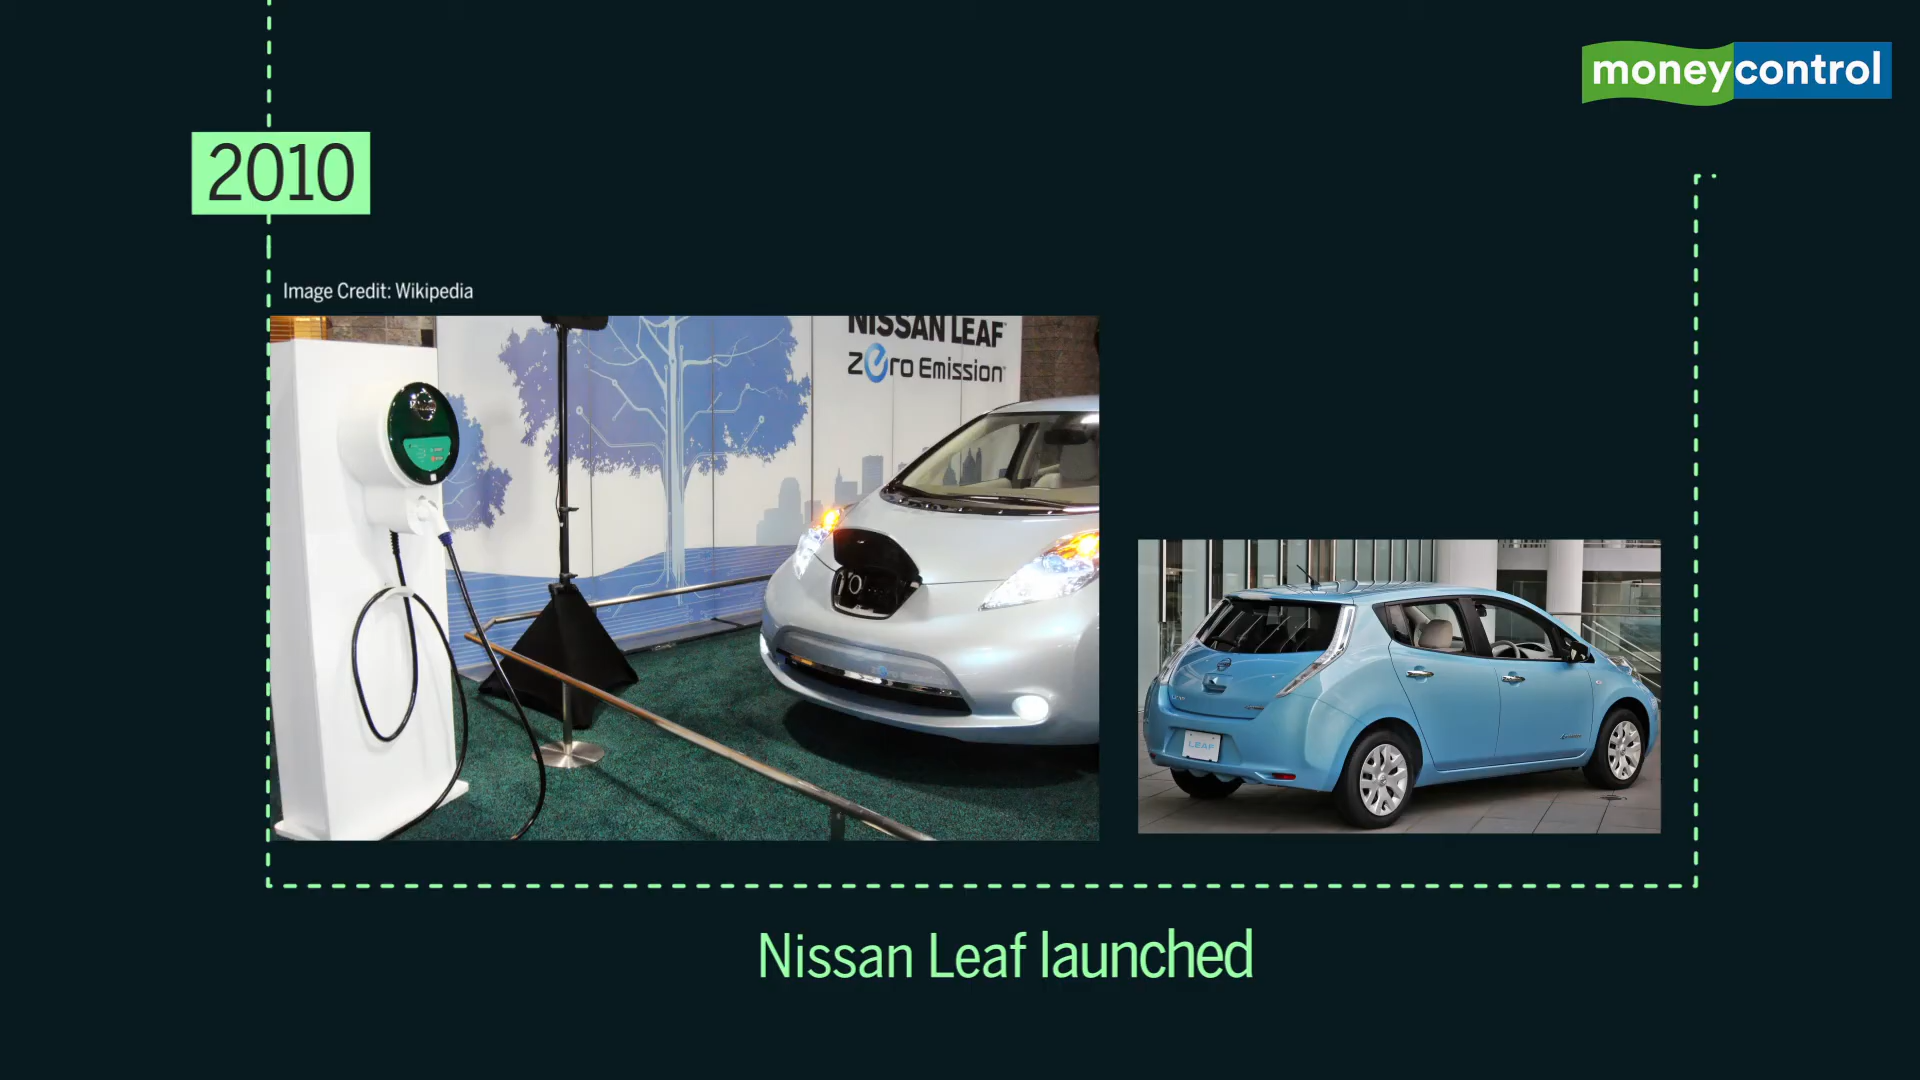 moneycontrol
2010
Image Credit: Wikipedia
NISSAN LEAF
zero Emission
LEAF
Nissan Leaf launched